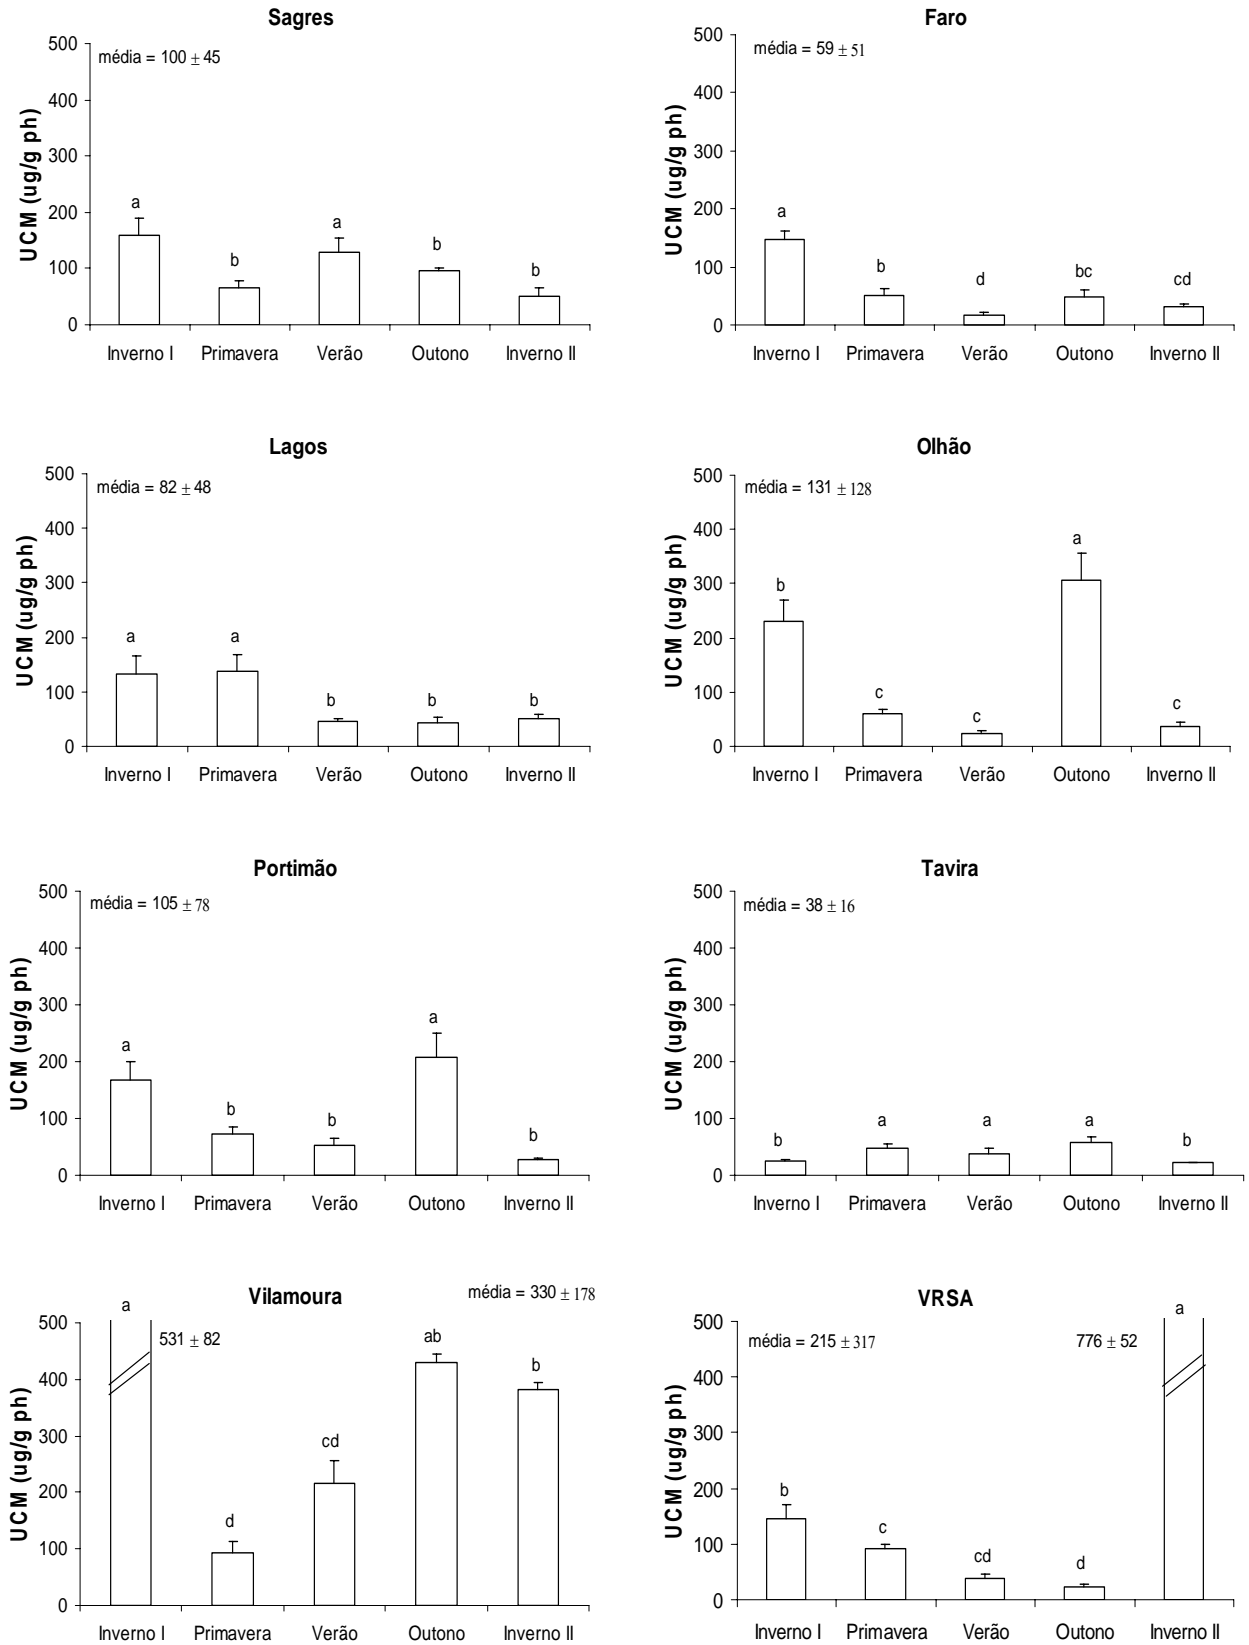 Sagres
média = 100 ± 45
UCM (ug/g ph)
500
400
300
200
100
0
a
b
a
b
b
Inverno I Primavera Verão Outono Inverno II
Faro
média = 59 ± 51
UCM (ug/g ph)
500
400
300
200
100
0
a
b
d
bc
cd
Inverno I Primavera Verão Outono Inverno II
Lagos
média = 82 ± 48
UCM (ug/g ph)
500
400
300
200
100
0
a
a
b
b
b
Inverno I Primavera Verão Outono Inverno II
Olhão
média = 131 ± 128
UCM (ug/g ph)
500
400
300
200
100
0
b
c
c
a
c
Inverno I Primavera Verão Outono Inverno II
Portimão
média = 105 ± 78
UCM (ug/g ph)
500
400
300
200
100
0
a
b
b
a
b
Inverno I Primavera Verão Outono Inverno II
Tavira
média = 38 ± 16
UCM (ug/g ph)
500
400
300
200
100
0
b
a
a
a
b
Inverno I Primavera Verão Outono Inverno II
Vilamoura
média = 330 ± 178
531 ± 82
UCM (ug/g ph)
500
400
300
200
100
0
a
d
cd
ab
b
Inverno I Primavera Verão Outono Inverno II
VRSA
média = 215 ± 317
776 ± 52
UCM (ug/g ph)
500
400
300
200
100
0
b
c
cd
d
a
Inverno I Primavera Verão Outono Inverno II